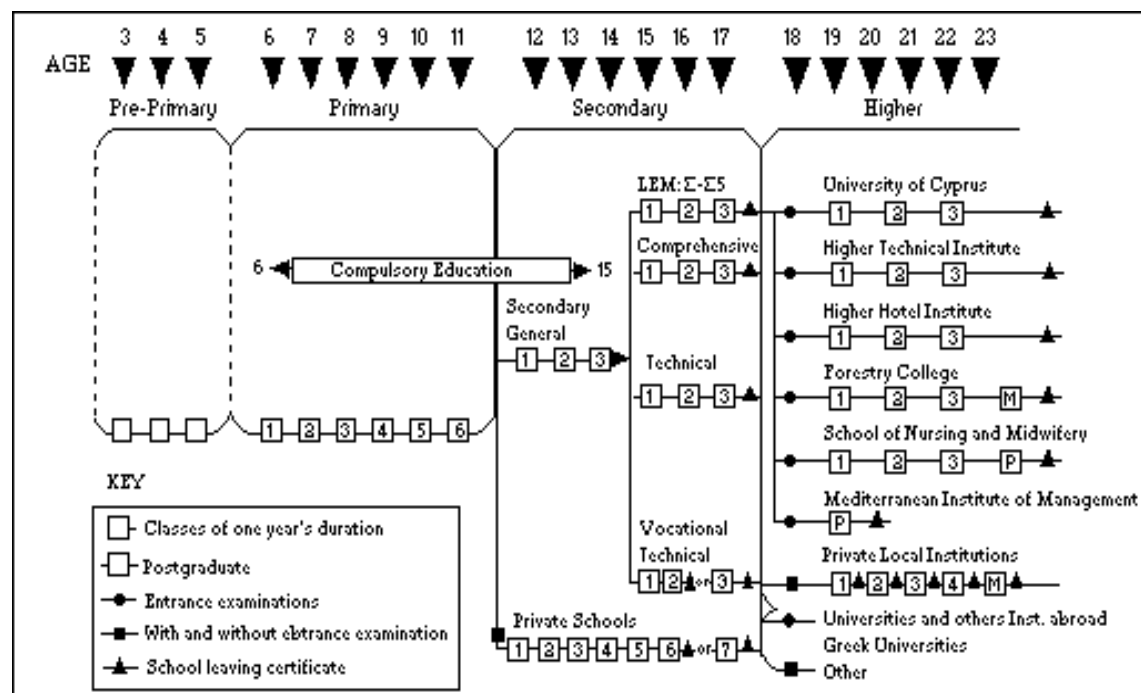 3 4 5 6 7 8 9 10 11 12 13 14 15 16 17 18 19 20 21 22 23
AGE
Pre-Primary Primary Secondary Higher
LEM: Σ-Σ5
1 2 3
University of Cyprus
1 2 3
Comprehensive
1 2 3
Higher Technical Institute
1 2 3
6 Compulsory Education 15
Secondary
General
1 2 3
Higher Hotel Institute
1 2 3
Technical
1 2 3
Forestry College
1 2 3 M
1 2 3 4 5 6
School of Nursing and Midwifery
1 2 3 P
Mediterranean Institute of Management
P
Vocational
Technical
1 2 or 3
Private Local Institutions
1 2 3 4 M
Private Schools
1 2 3 4 5 6 or 7
Universities and others Inst. abroad
Greek Universities
Other
KEY
Classes of one year's duration
Postgraduate
Entrance examinations
With and without ebtrance examination
School leaving certificate